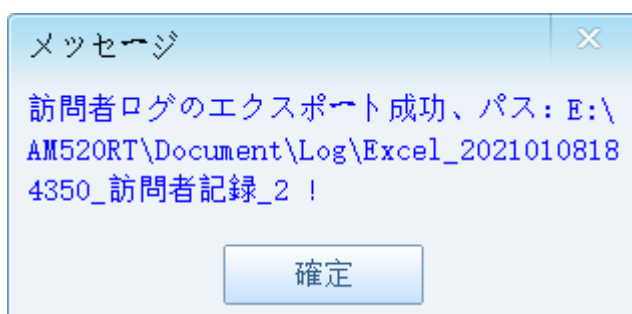 メッセージ
訪問者ログのエクスポート成功、パス: E:\
AM520RT\Document\Log\Excel_2021010818
4350_訪問者記録_2 !
確定